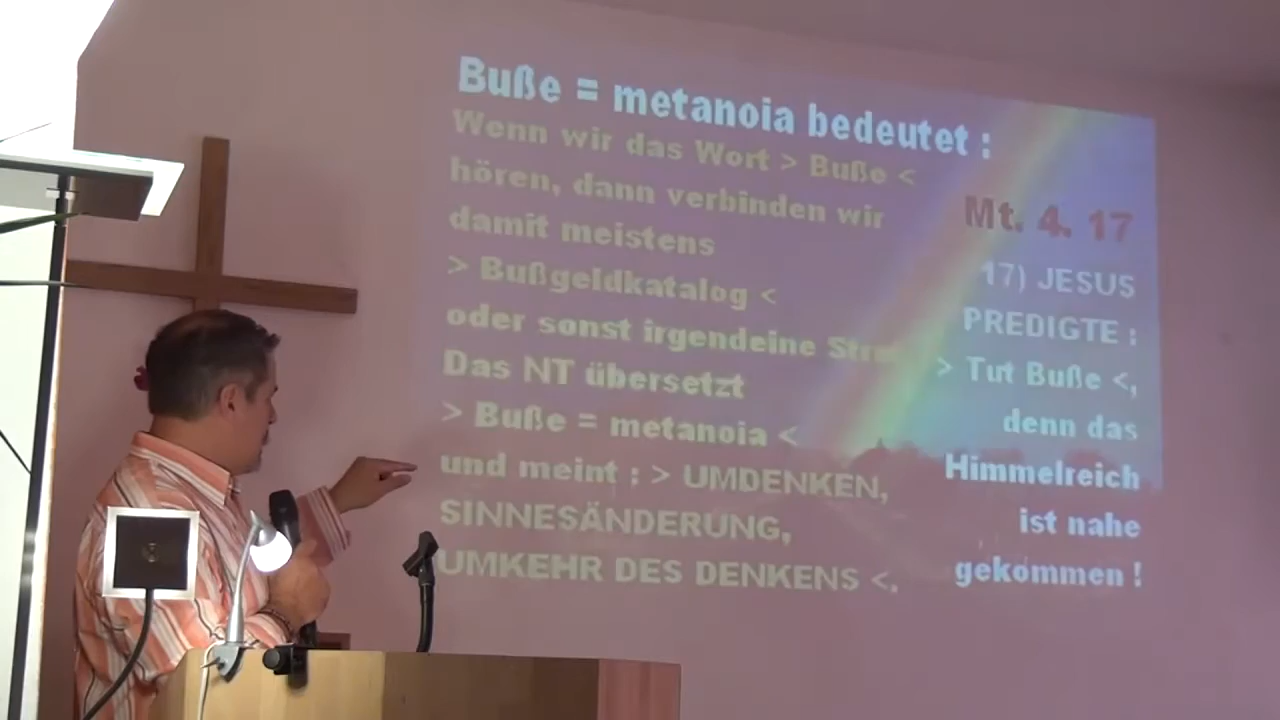 Buße = metanoia bedeutet :
Wenn wir das Wort > Buße <
hören, dann verbinden wir
damit meistens
> Bußgeldkatalog <
oder sonst irgendeine
Das NT übersetzt
> Buße = metanoia <
und meint : > UMDENKEN,
SINNESÄNDERUNG,
UMKEHR DES DENKENS <.
Mt. 4. 17
17) JESUS
PREDIGTE :
> Tut Buße <,
denn das
Himmelreich
ist nahe
gekommen !